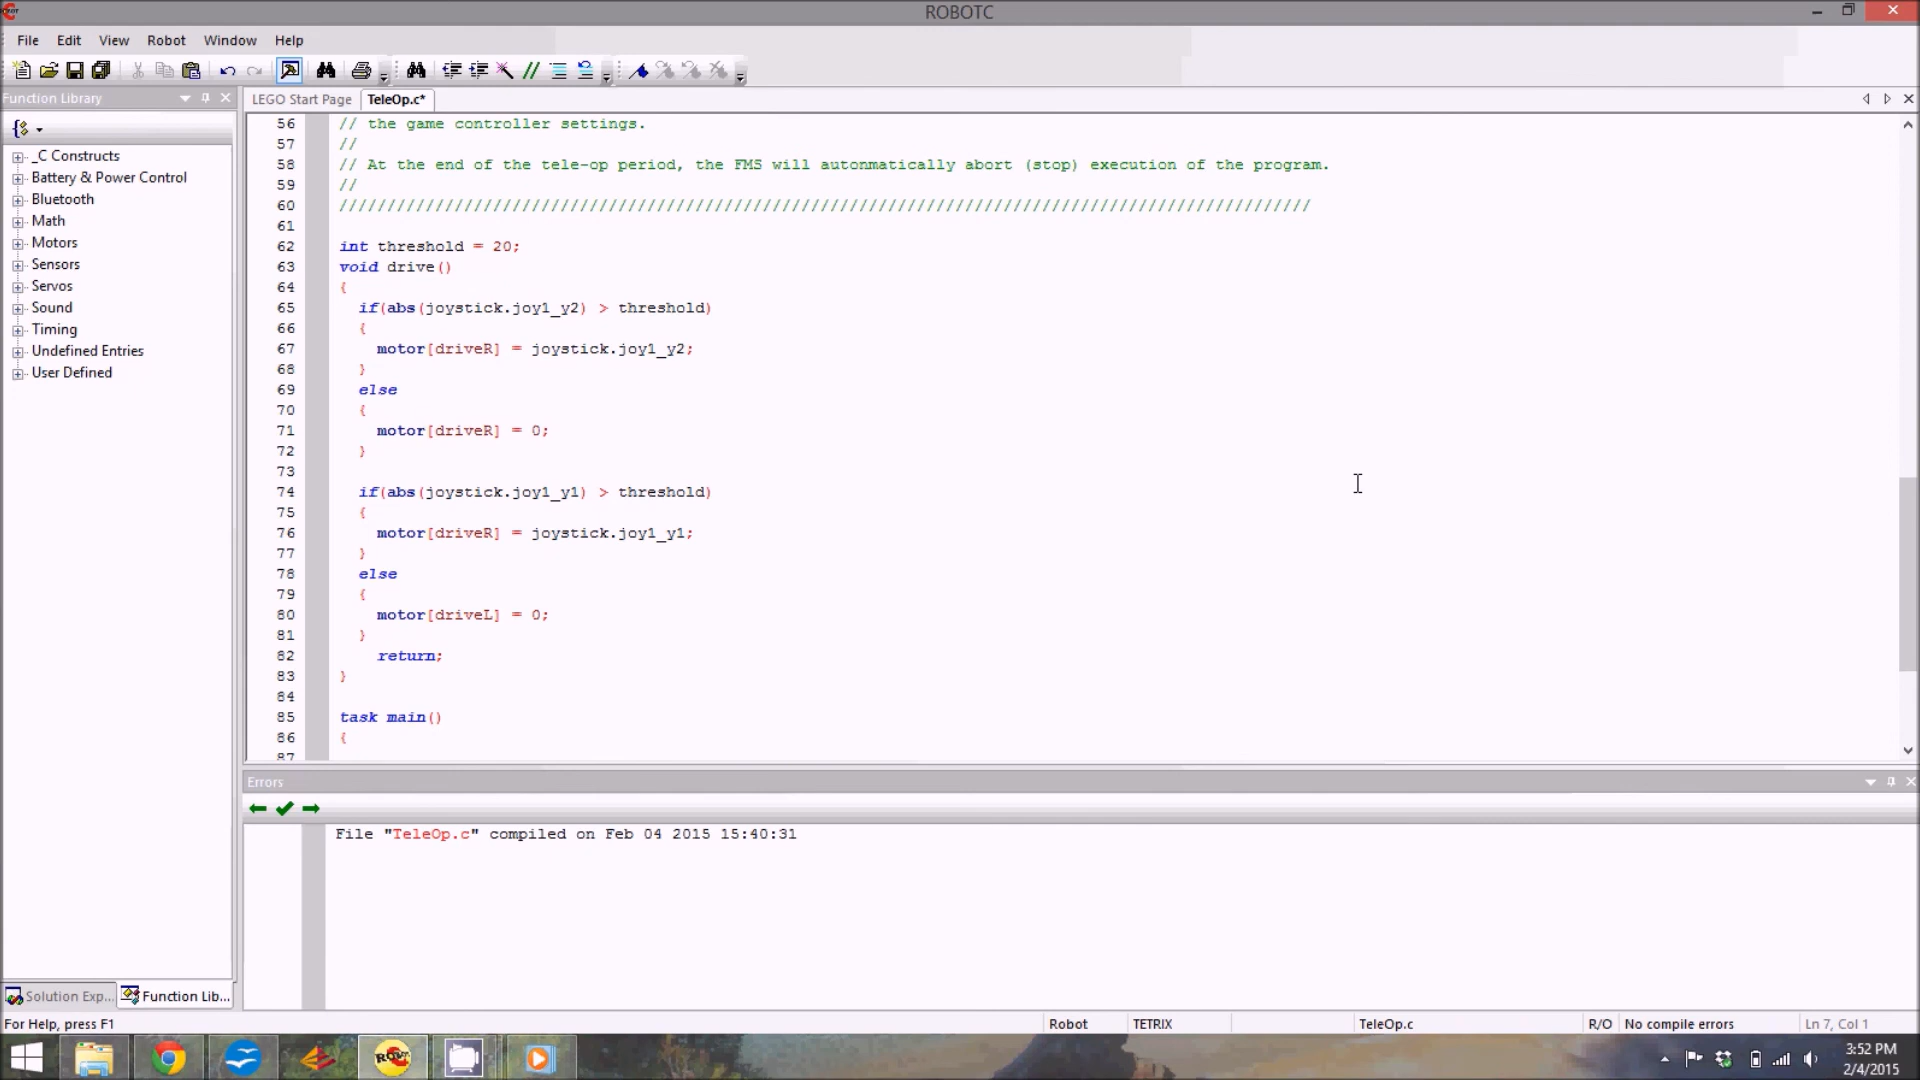 ROBOTC
File Edit View Robot Window Help
Function Library
LEGO Start Page TeleOp.c*
_C Constructs
Battery & Power Control
Bluetooth
Math
Motors
Sensors
Servos
Sound
Timing
Undefined Entries
User Defined
56 // the game controller settings.
57 //
58 // At the end of the tele-op period, the FMS will autonmatically abort (stop) execution of the program.
59 //
60 /////////////////////////////////////////////////////////////////////////////////////////////////////
61
62 int threshold = 20;
63 void drive()
64 {
65 if(abs(joystick.joy1_y2) > threshold)
66 {
67 motor[driveR] = joystick.joy1_y2;
68 }
69 else
70 {
71 motor[driveR] = 0;
72 }
73
74 if(abs(joystick.joy1_y1) > threshold)
75 {
76 motor[driveR] = joystick.joy1_y1;
77 }
78 else
79 {
80 motor[driveL] = 0;
81 }
82 return;
83 }
84
85 task main()
86 {
87
Errors
File "TeleOp.c" compiled on Feb 04 2015 15:40:31
Solution Exp... Function Lib...
For Help, press F1 Robot TETRIX TeleOp.c R/O No compile errors Ln 7, Col 1
3:52 PM
2/4/2015